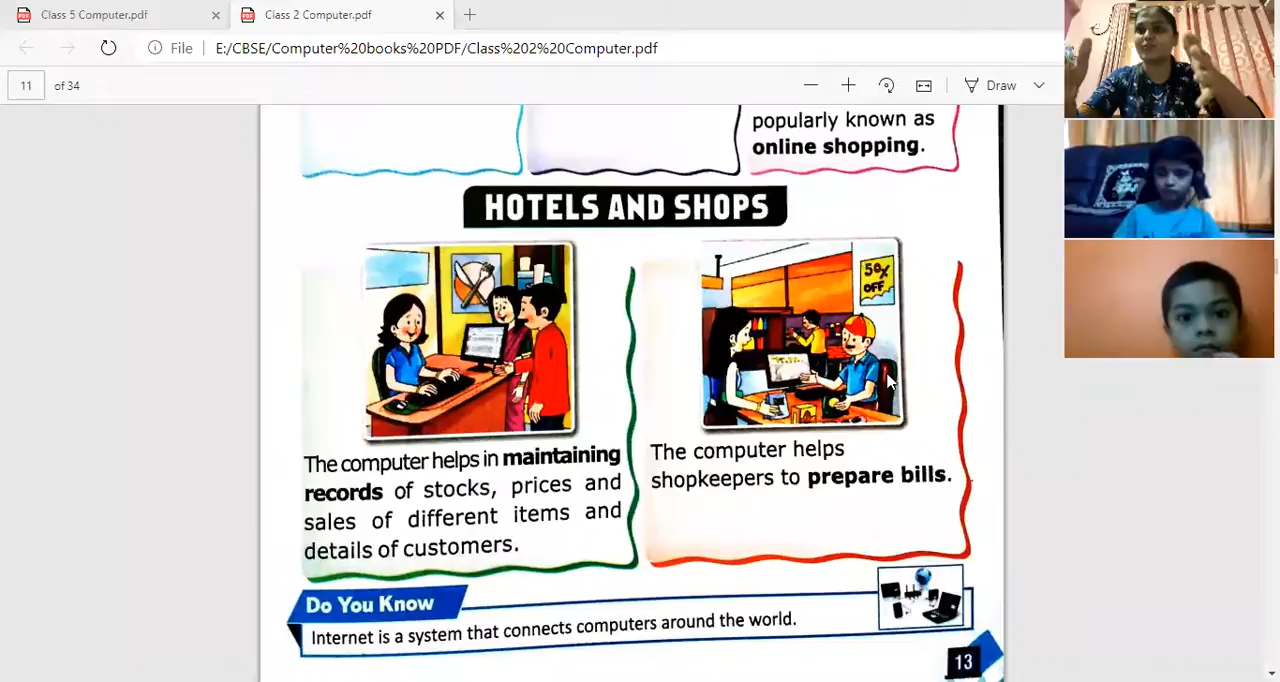 Class 5 Computer.pdf
Class 2 Computer.pdf
File
E:/CBSE/Computer%20books%20PDF/Class%202%20Computer.pdf
11 of 34
Draw
popularly known as
online shopping.
HOTELS AND SHOPS
50%
OFF
The computer helps in maintaining
records of stocks, prices and
sales of different items and
details of customers.
The computer helps
shopkeepers to prepare bills.
Do You Know
Internet is a system that connects computers around the world.
13